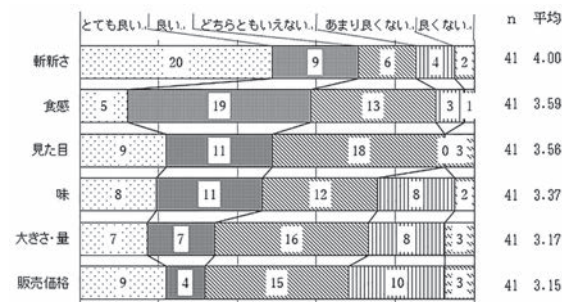 とても良い 良い どちらともいえない あまり良くない 良くない n 平均
斬新さ 20 9 6 4 2 41 4.00
食感 5 19 13 3 1 41 3.59
見た目 9 11 18 0 3 41 3.56
味 8 11 12 8 2 41 3.37
大きさ・量 7 7 16 8 3 41 3.17
販売価格 9 4 15 10 3 41 3.15